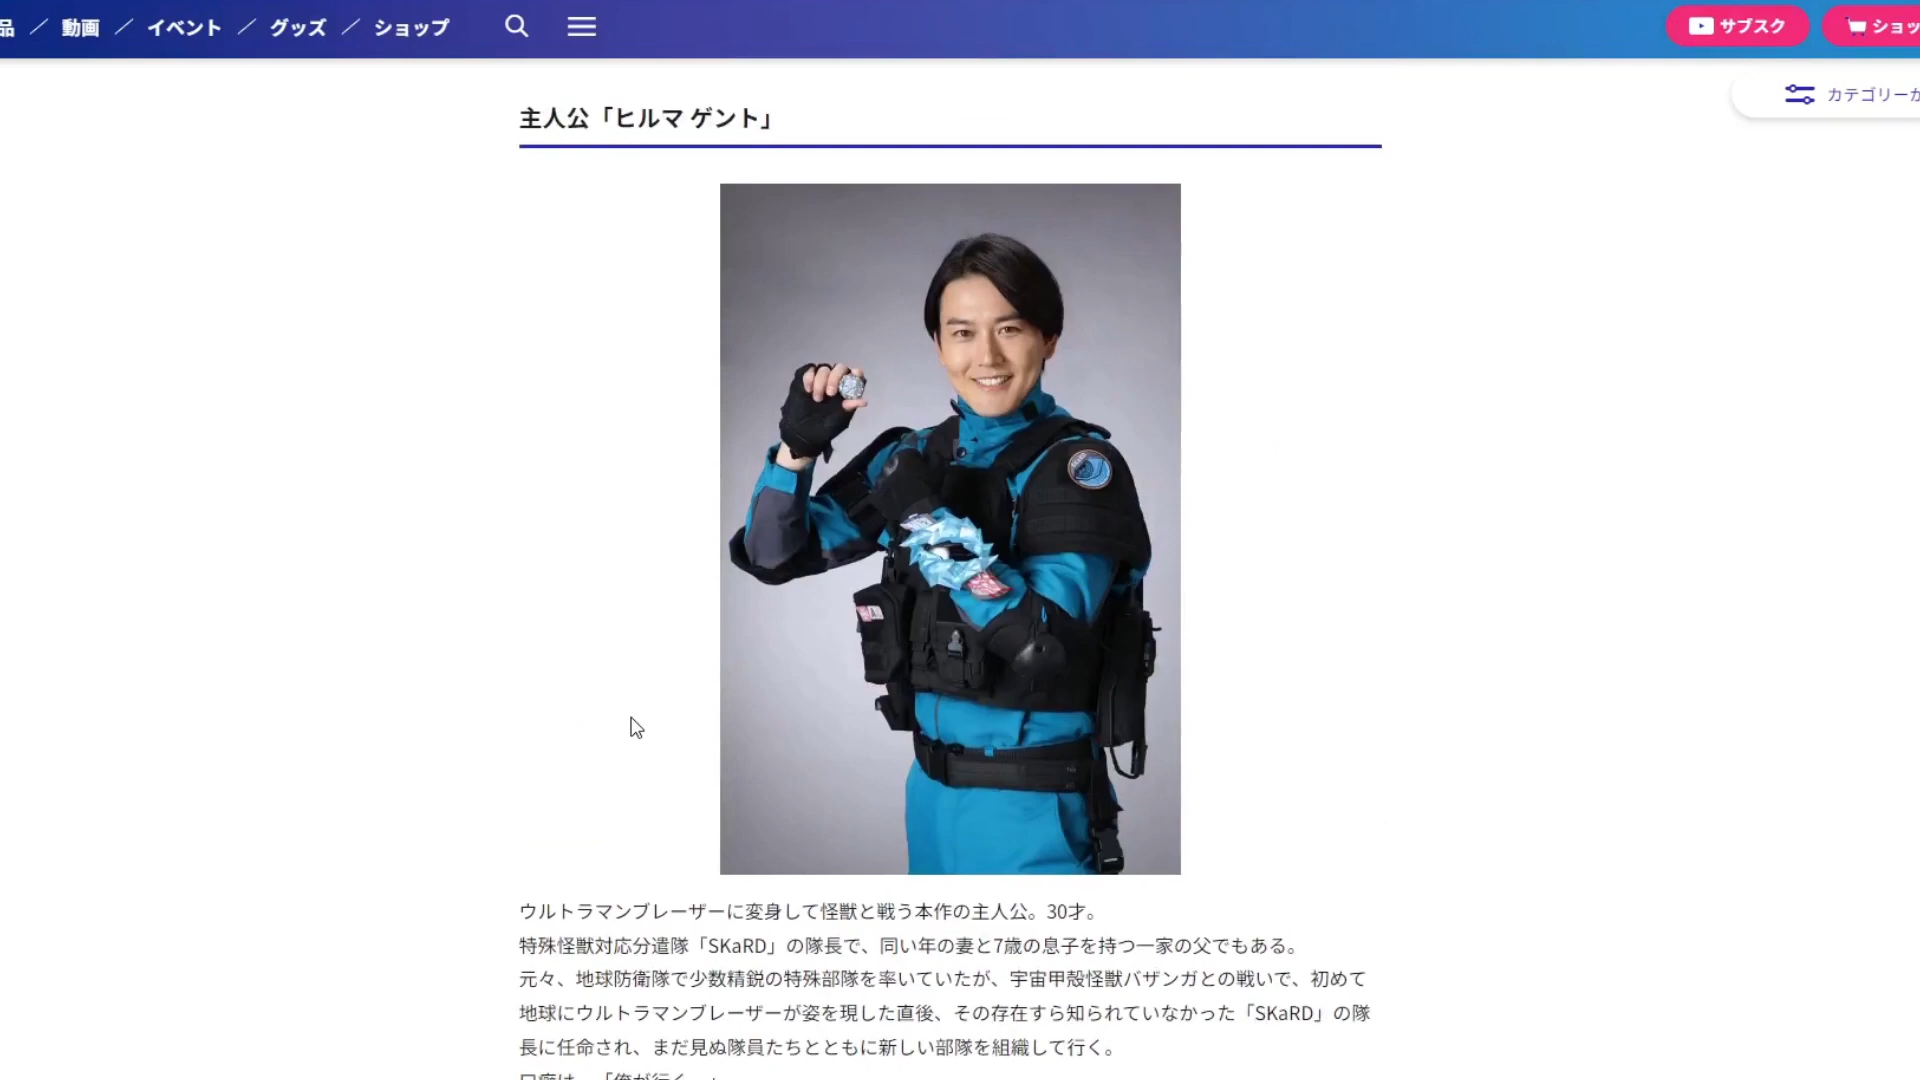 品 ／ 動画 ／ イベント ／ グッズ ／ ショップ
サブスク
ショッ
カテゴリーか
主人公「ヒルマ ゲント」
ウルトラマンブレーザーに変身して怪獣と戦う本作の主人公。30才。
特殊怪獣対応分遣隊「SKaRD」の隊長で、同い年の妻と7歳の息子を持つ一家の父でもある。
元々、地球防衛隊で少数精鋭の特殊部隊を率いていたが、宇宙甲殻怪獣バザンガとの戦いで、初めて
地球にウルトラマンブレーザーが姿を現した直後、その存在すら知られていなかった「SKaRD」の隊
長に任命され、まだ見ぬ隊員たちとともに新しい部隊を組織して行く。
口癖は、「俺が行く。」